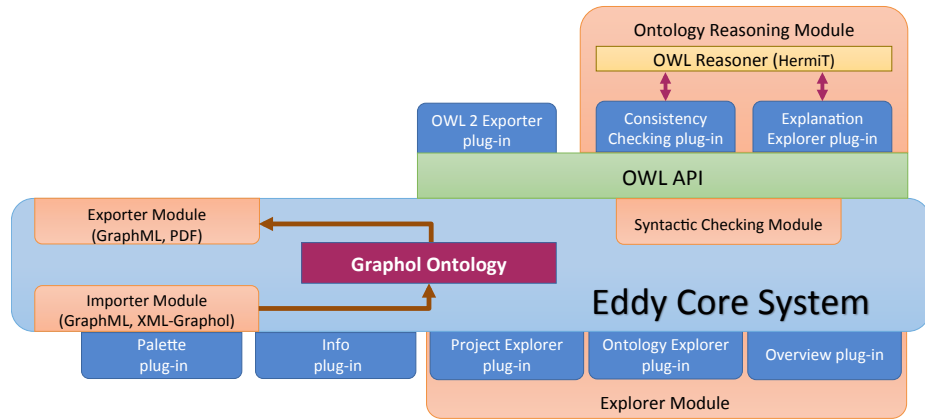 Ontology Reasoning Module
OWL Reasoner (HermiT)
OWL 2 Exporter
plug-in
Consistency
Checking plug-in
Explanation
Explorer plug-in
OWL API
Exporter Module
(GraphML, PDF)
Syntactic Checking Module
Graphol Ontology
Importer Module
(GraphML, XML-Graphol)
Eddy Core System
Palette
plug-in
Info
plug-in
Project Explorer
plug-in
Ontology Explorer
plug-in
Overview plug-in
Explorer Module